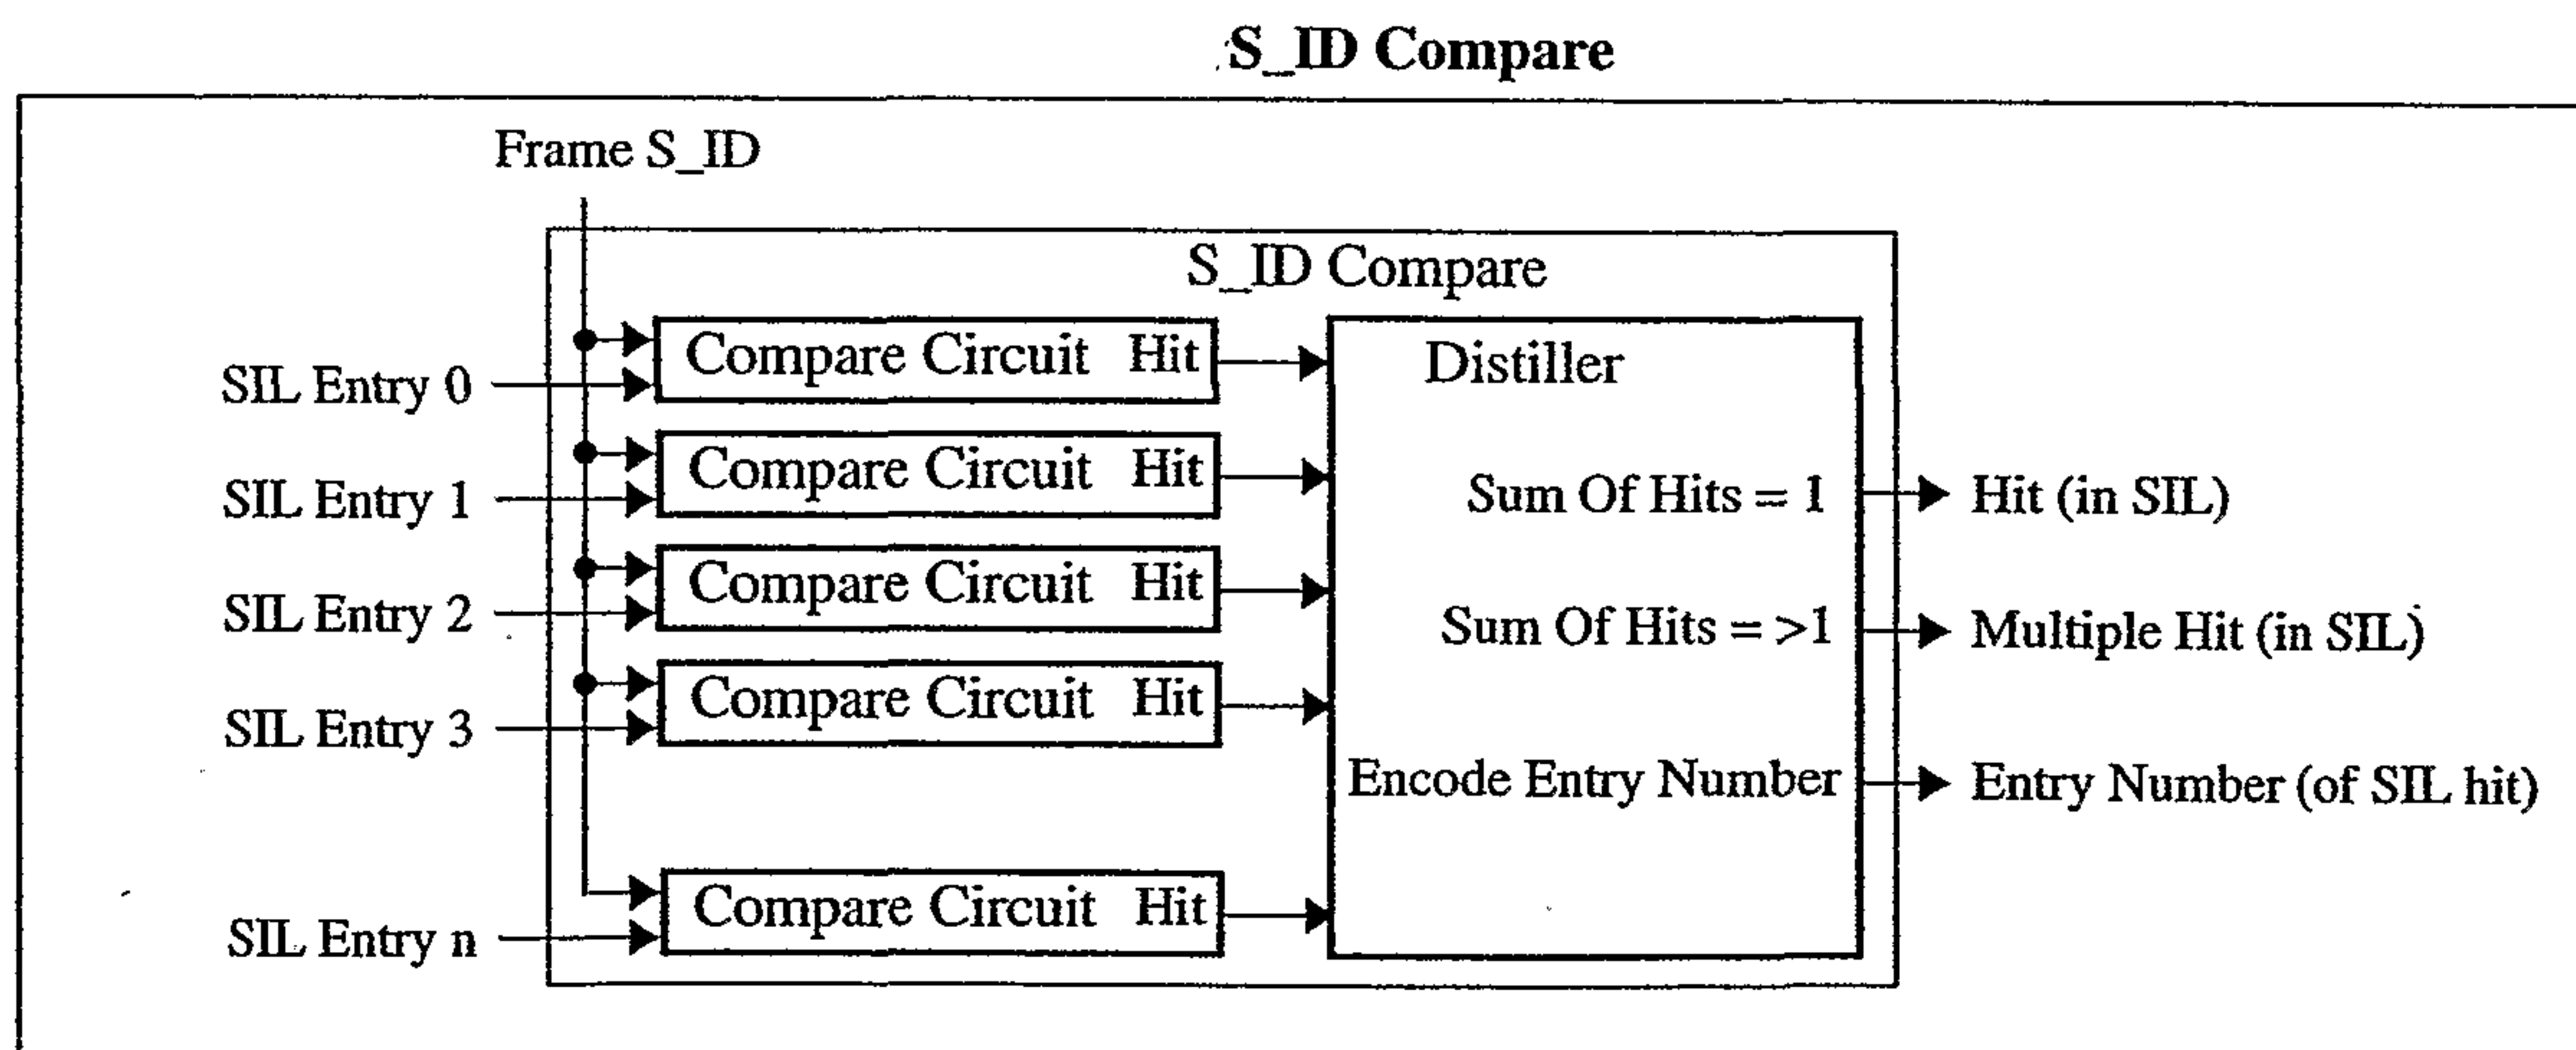 S_ID Compare
Frame S_ID
S_ID Compare
SIL Entry 0
Compare Circuit Hit
SIL Entry 1
Compare Circuit Hit
SIL Entry 2
Compare Circuit Hit
SIL Entry 3
Compare Circuit Hit
SIL Entry n
Compare Circuit Hit
Distiller
Sum Of Hits = 1
Hit (in SIL)
Sum Of Hits = >1
Multiple Hit (in SIL)
Encode Entry Number
Entry Number (of SIL hit)